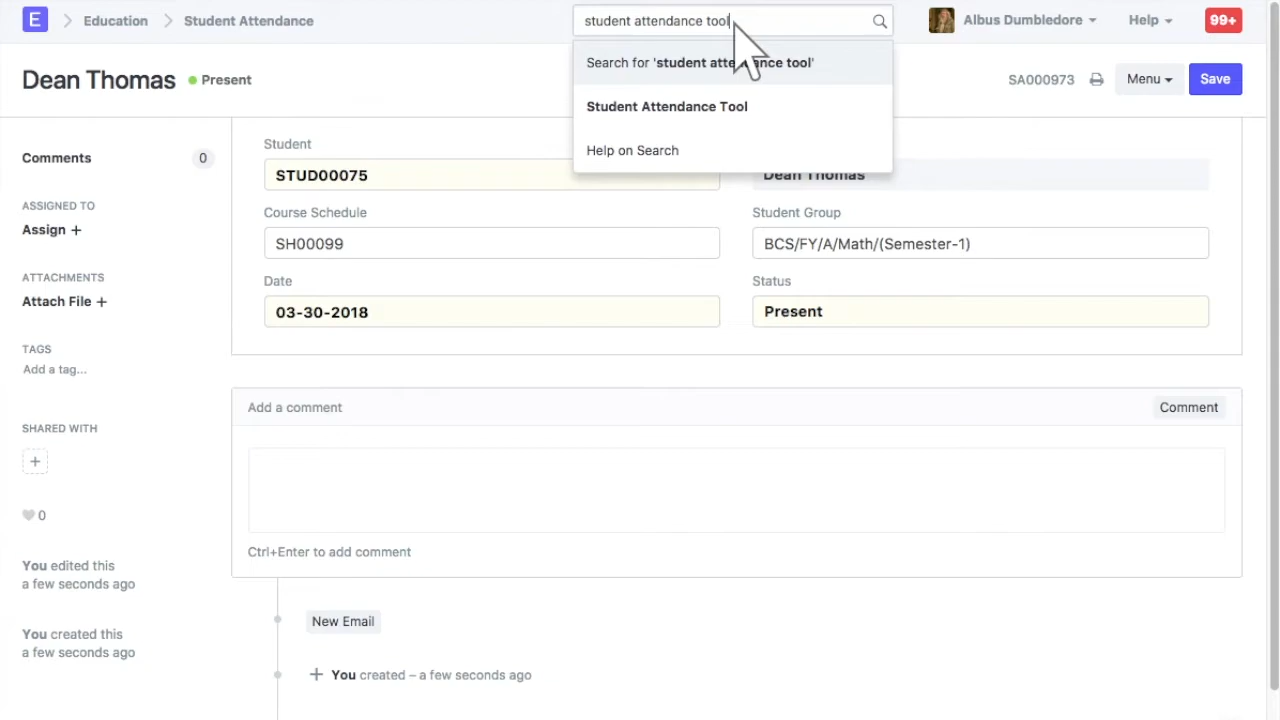 E
Education
Student Attendance
student attendance tool
Albus Dumbledore
Help
99+
Search for 'student attendance tool'
Student Attendance Tool
Help on Search
Dean Thomas
Present
SA000973
Menu
Save
Comments
0
ASSIGNED TO
Assign +
ATTACHMENTS
Attach File +
TAGS
Add a tag...
SHARED WITH
+
0
You edited this
a few seconds ago
You created this
a few seconds ago
Student
STUD00075
Dean Thomas
Course Schedule
SH00099
Student Group
BCS/FY/A/Math/(Semester-1)
Date
03-30-2018
Status
Present
Add a comment
Comment
Ctrl+Enter to add comment
New Email
+ You created – a few seconds ago